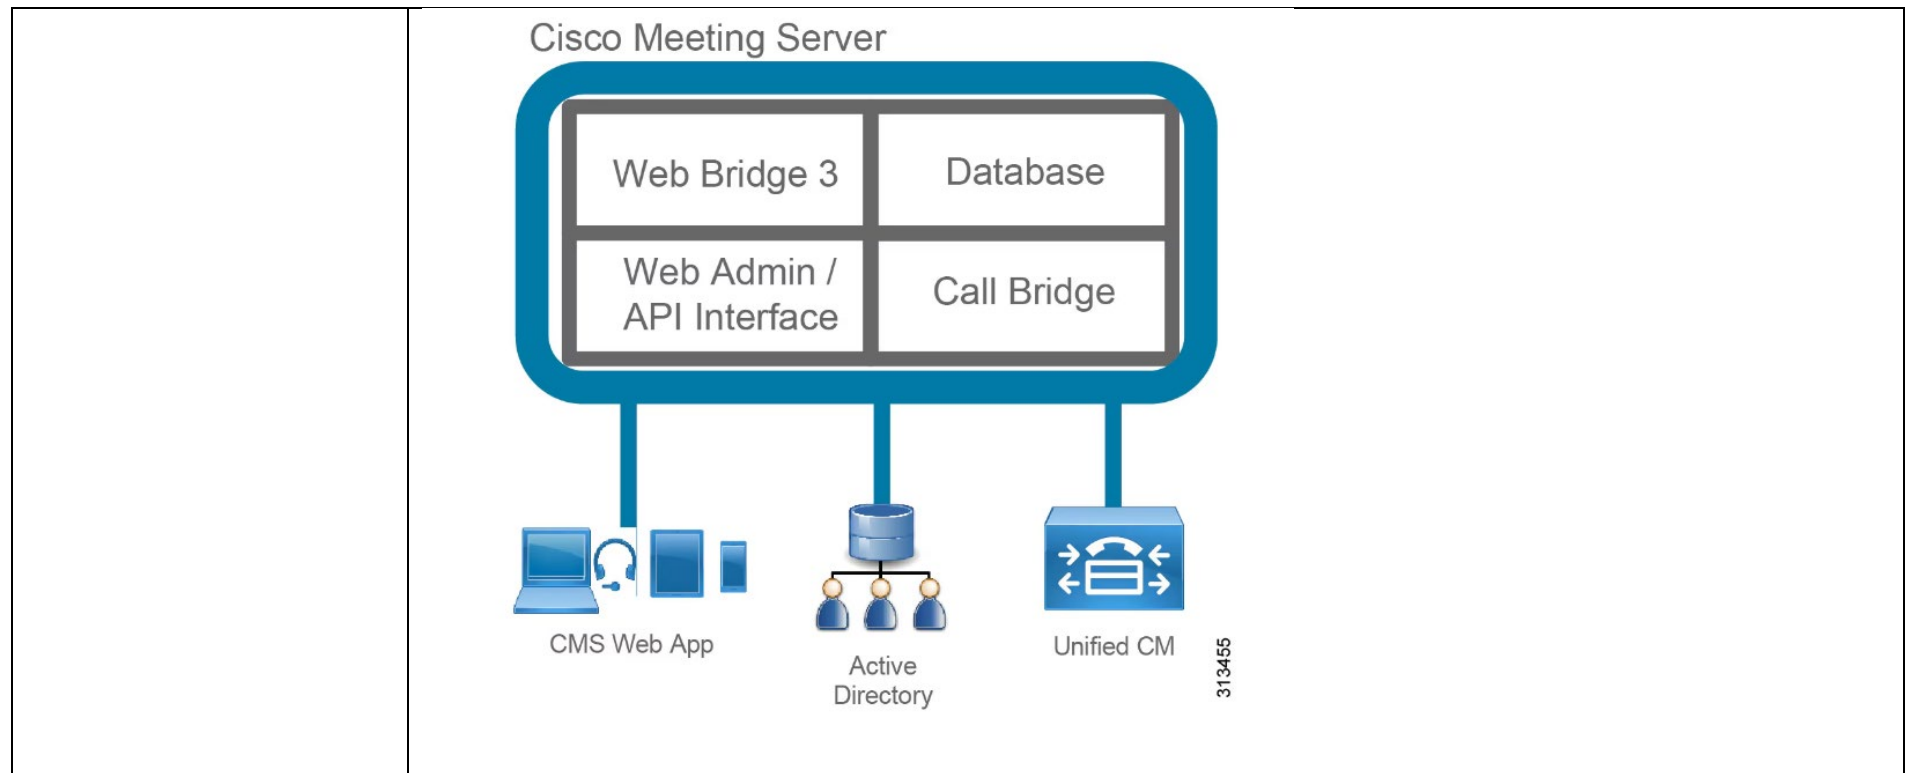 Cisco Meeting Server
Web Bridge 3
Database
Web Admin /
API Interface
Call Bridge
CMS Web App
Active
Directory
Unified CM
313455